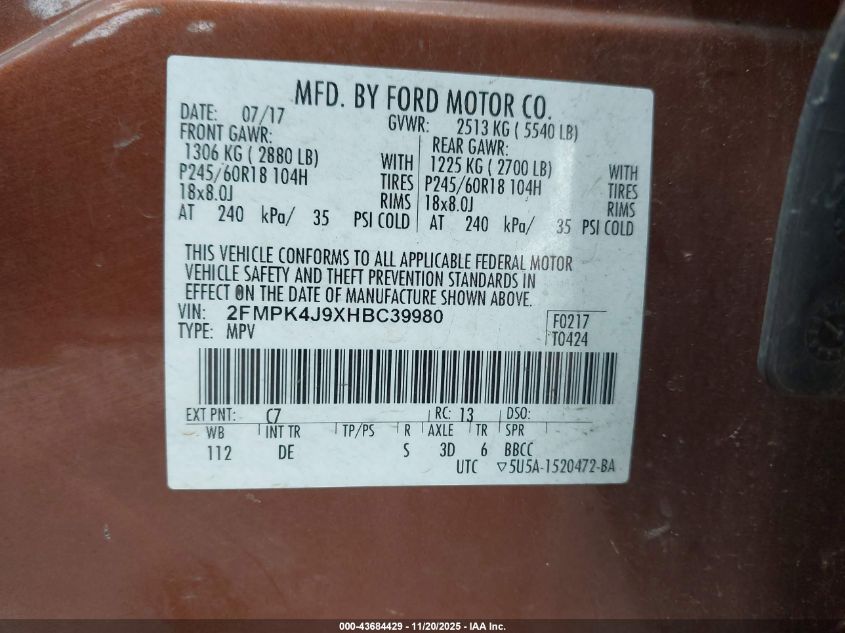 MFD. BY FORD MOTOR CO.
DATE: 07/17 GVWR: 2513 KG ( 5540 LB)
FRONT GAWR: REAR GAWR:
1306 KG ( 2880 LB) WITH 1225 KG ( 2700 LB) WITH
P245/60R18 104H TIRES P245/60R18 104H TIRES
18x8.0J RIMS 18x8.0J RIMS
AT 240 kPa/ 35 PSI COLD AT 240 kPa/ 35 PSI COLD
THIS VEHICLE CONFORMS TO ALL APPLICABLE FEDERAL MOTOR
VEHICLE SAFETY AND THEFT PREVENTION STANDARDS IN
EFFECT ON THE DATE OF MANUFACTURE SHOWN ABOVE.
VIN: 2FMPK4J9XHBC39980 F0217
TYPE: MPV T0424
EXT PNT: C7 RC: 13 DSO:
WB INT TR TP/PS R AXLE TR SPR
112 DE S 3D 6 BBCC
UTC ▽5U5A-1520472-BA
000-43684429 - 11/20/2025 - IAA Inc.